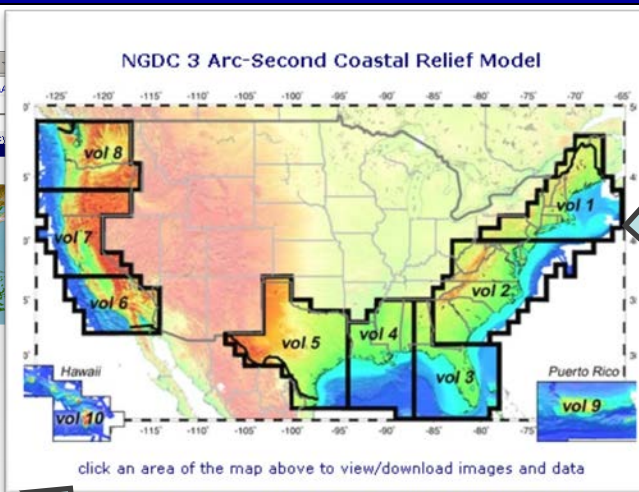 NGDC 3 Arc-Second Coastal Relief Model
-125° -120° -115° -110° -105° -100° -95° -90° -85° -80° -75° -70° -65°
vol 8
vol 1
vol 7
vol 2
vol 6
vol 5
vol 4
vol 3
Hawaii
Puerto Rico
vol 10
vol 9
-115° -110° -105° -100° -95° -90° -85° -80° -75°
click an area of the map above to view/download images and data